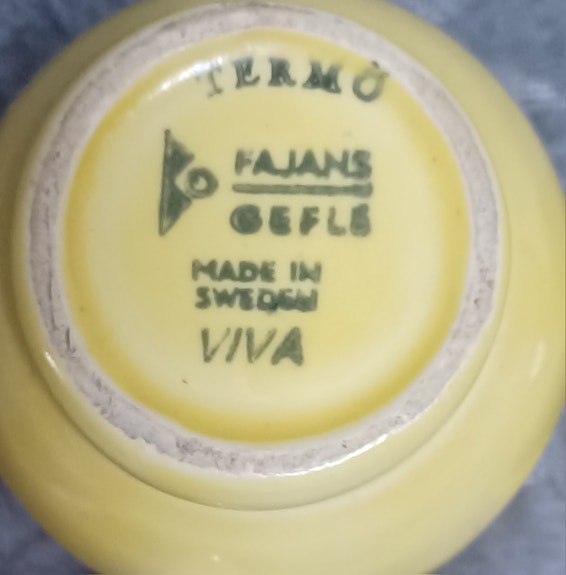 TERMO
FAJANS
GEFLE
MADE IN
SWEDEN
VIVA